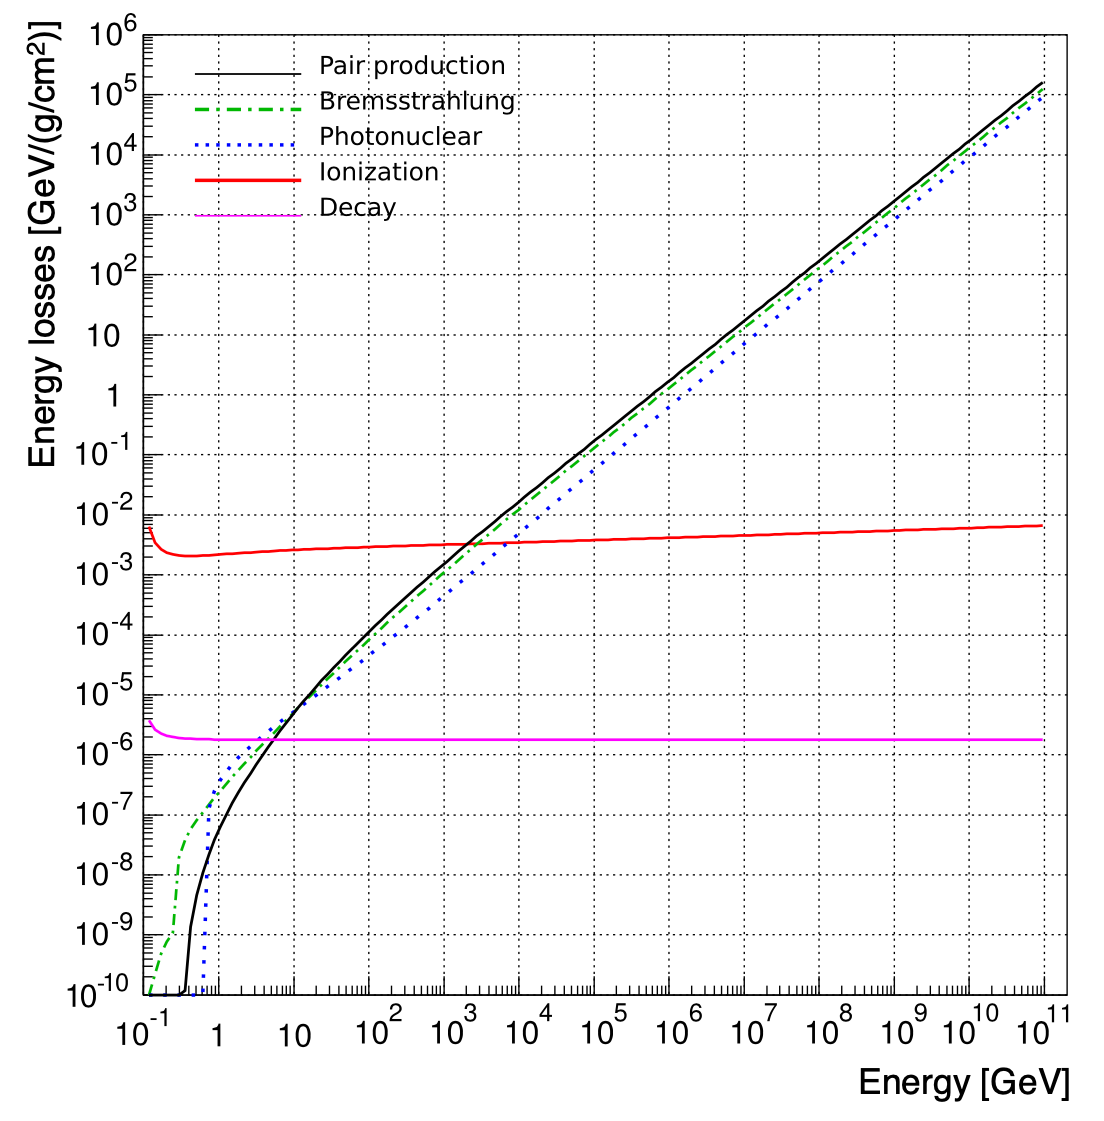 Energy losses [GeV/(g/cm²)]
10⁶
10⁵
10⁴
10³
10²
10
1
10⁻¹
10⁻²
10⁻³
10⁻⁴
10⁻⁵
10⁻⁶
10⁻⁷
10⁻⁸
10⁻⁹
10⁻¹⁰
Pair production
Bremsstrahlung
Photonuclear
Ionization
Decay
10⁻¹ 1 10 10² 10³ 10⁴ 10⁵ 10⁶ 10⁷ 10⁸ 10⁹ 10¹⁰ 10¹¹
Energy [GeV]